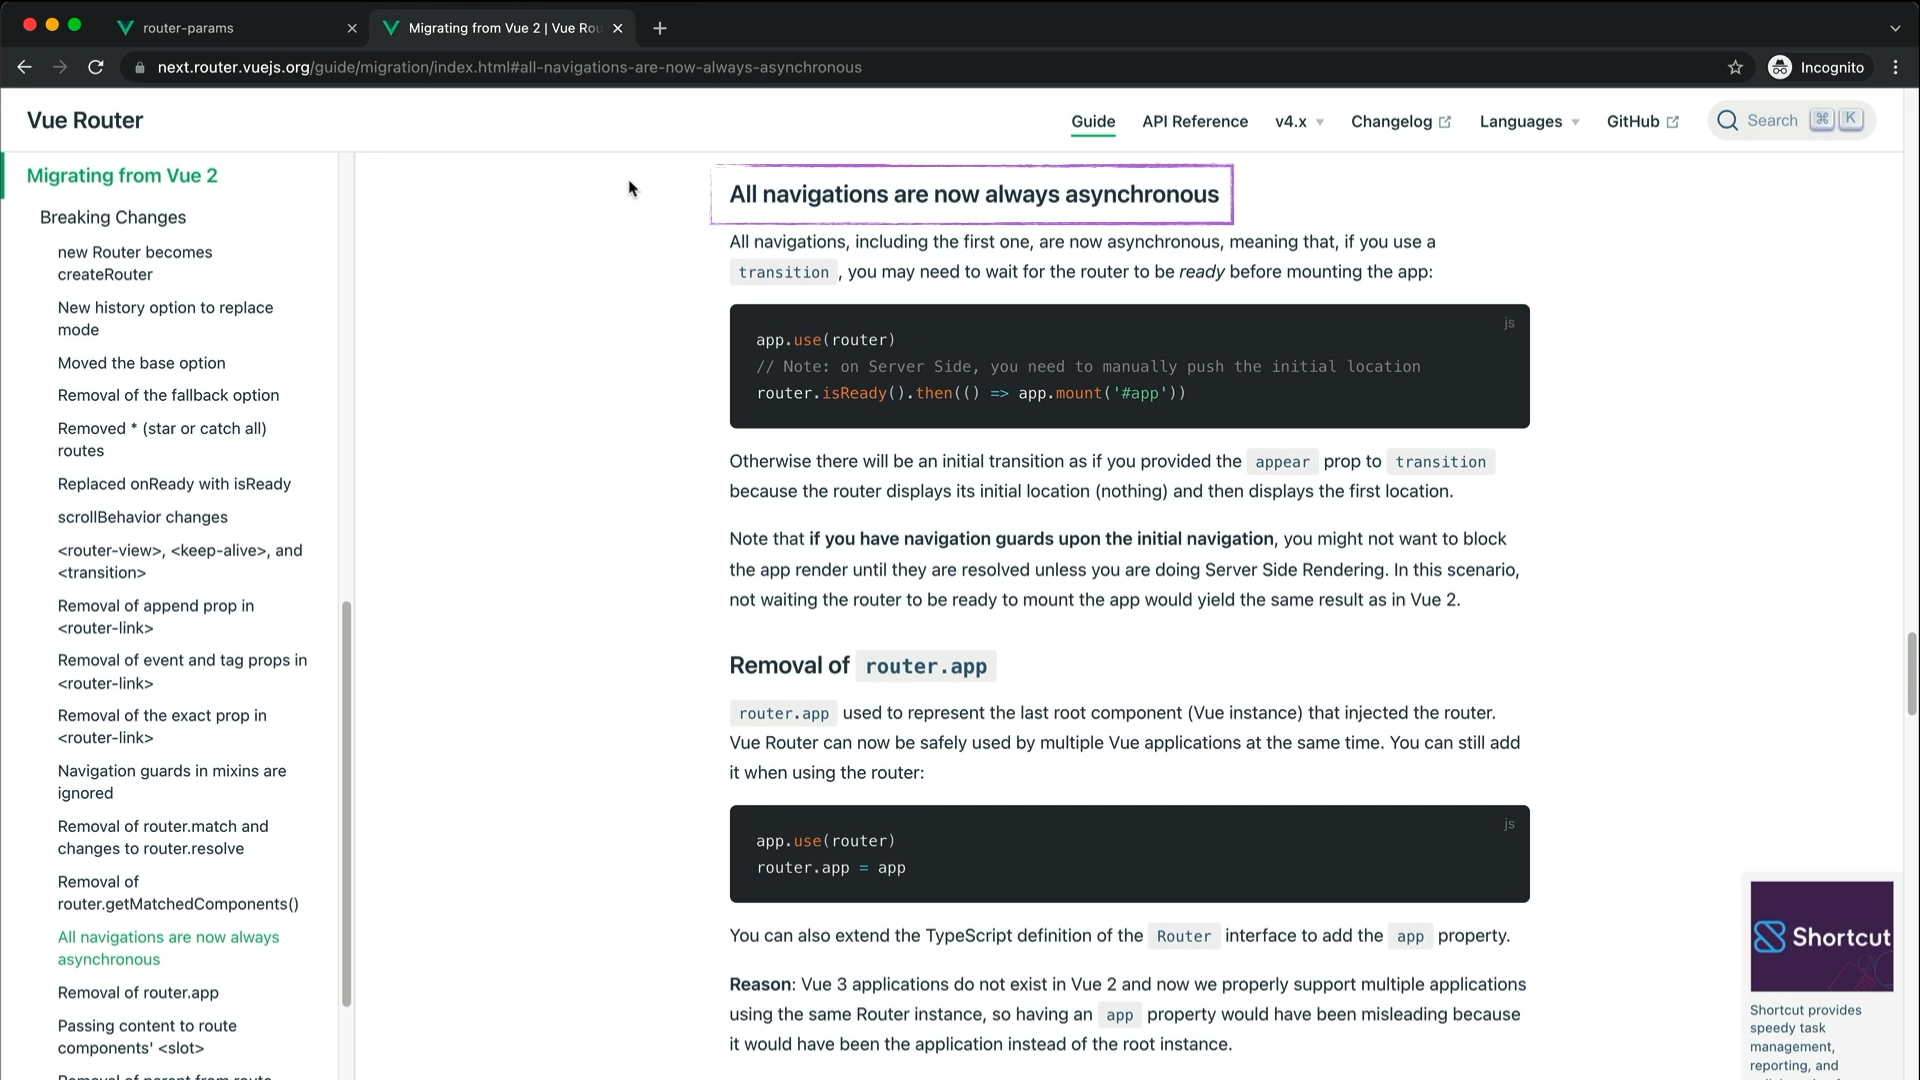 router-params
Migrating from Vue 2 | Vue Rou
next.router.vuejs.org/guide/migration/index.html#all-navigations-are-now-always-asynchronous
Incognito
Vue Router
Guide
API Reference
v4.x
Changelog
Languages
GitHub
Search
⌘ K
Migrating from Vue 2
Breaking Changes
new Router becomes
createRouter
New history option to replace
mode
Moved the base option
Removal of the fallback option
Removed * (star or catch all)
routes
Replaced onReady with isReady
scrollBehavior changes
<router-view>, <keep-alive>, and
<transition>
Removal of append prop in
<router-link>
Removal of event and tag props in
<router-link>
Removal of the exact prop in
<router-link>
Navigation guards in mixins are
ignored
Removal of router.match and
changes to router.resolve
Removal of
router.getMatchedComponents()
All navigations are now always
asynchronous
Removal of router.app
Passing content to route
components' <slot>
Removal of parent from route
All navigations are now always asynchronous
All navigations, including the first one, are now asynchronous, meaning that, if you use a
transition , you may need to wait for the router to be ready before mounting the app:
js
app.use(router)
// Note: on Server Side, you need to manually push the initial location
router.isReady().then(() => app.mount('#app'))
Otherwise there will be an initial transition as if you provided the appear prop to transition
because the router displays its initial location (nothing) and then displays the first location.
Note that if you have navigation guards upon the initial navigation, you might not want to block
the app render until they are resolved unless you are doing Server Side Rendering. In this scenario,
not waiting the router to be ready to mount the app would yield the same result as in Vue 2.
Removal of router.app
router.app used to represent the last root component (Vue instance) that injected the router.
Vue Router can now be safely used by multiple Vue applications at the same time. You can still add
it when using the router:
js
app.use(router)
router.app = app
You can also extend the TypeScript definition of the Router interface to add the app property.
Reason: Vue 3 applications do not exist in Vue 2 and now we properly support multiple applications
using the same Router instance, so having an app property would have been misleading because
it would have been the application instead of the root instance.
Shortcut
Shortcut provides
speedy task
management,
reporting, and